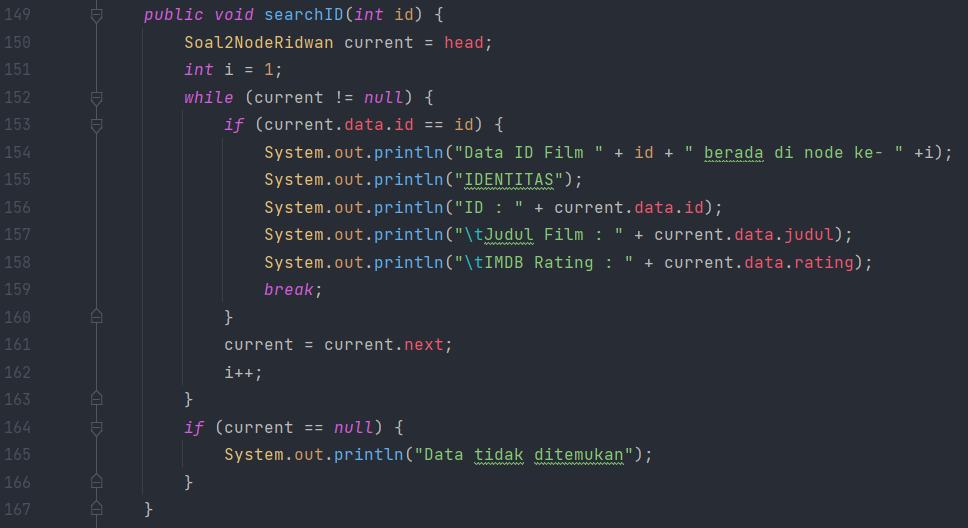 149 public void searchID(int id) {
150 Soal2NodeRidwan current = head;
151 int i = 1;
152 while (current != null) {
153 if (current.data.id == id) {
154 System.out.println("Data ID Film " + id + " berada di node ke- " +i);
155 System.out.println("IDENTITAS");
156 System.out.println("ID : " + current.data.id);
157 System.out.println("\tJudul Film : " + current.data.judul);
158 System.out.println("\tIMDB Rating : " + current.data.rating);
159 break;
160 }
161 current = current.next;
162 i++;
163 }
164 if (current == null) {
165 System.out.println("Data tidak ditemukan");
166 }
167 }